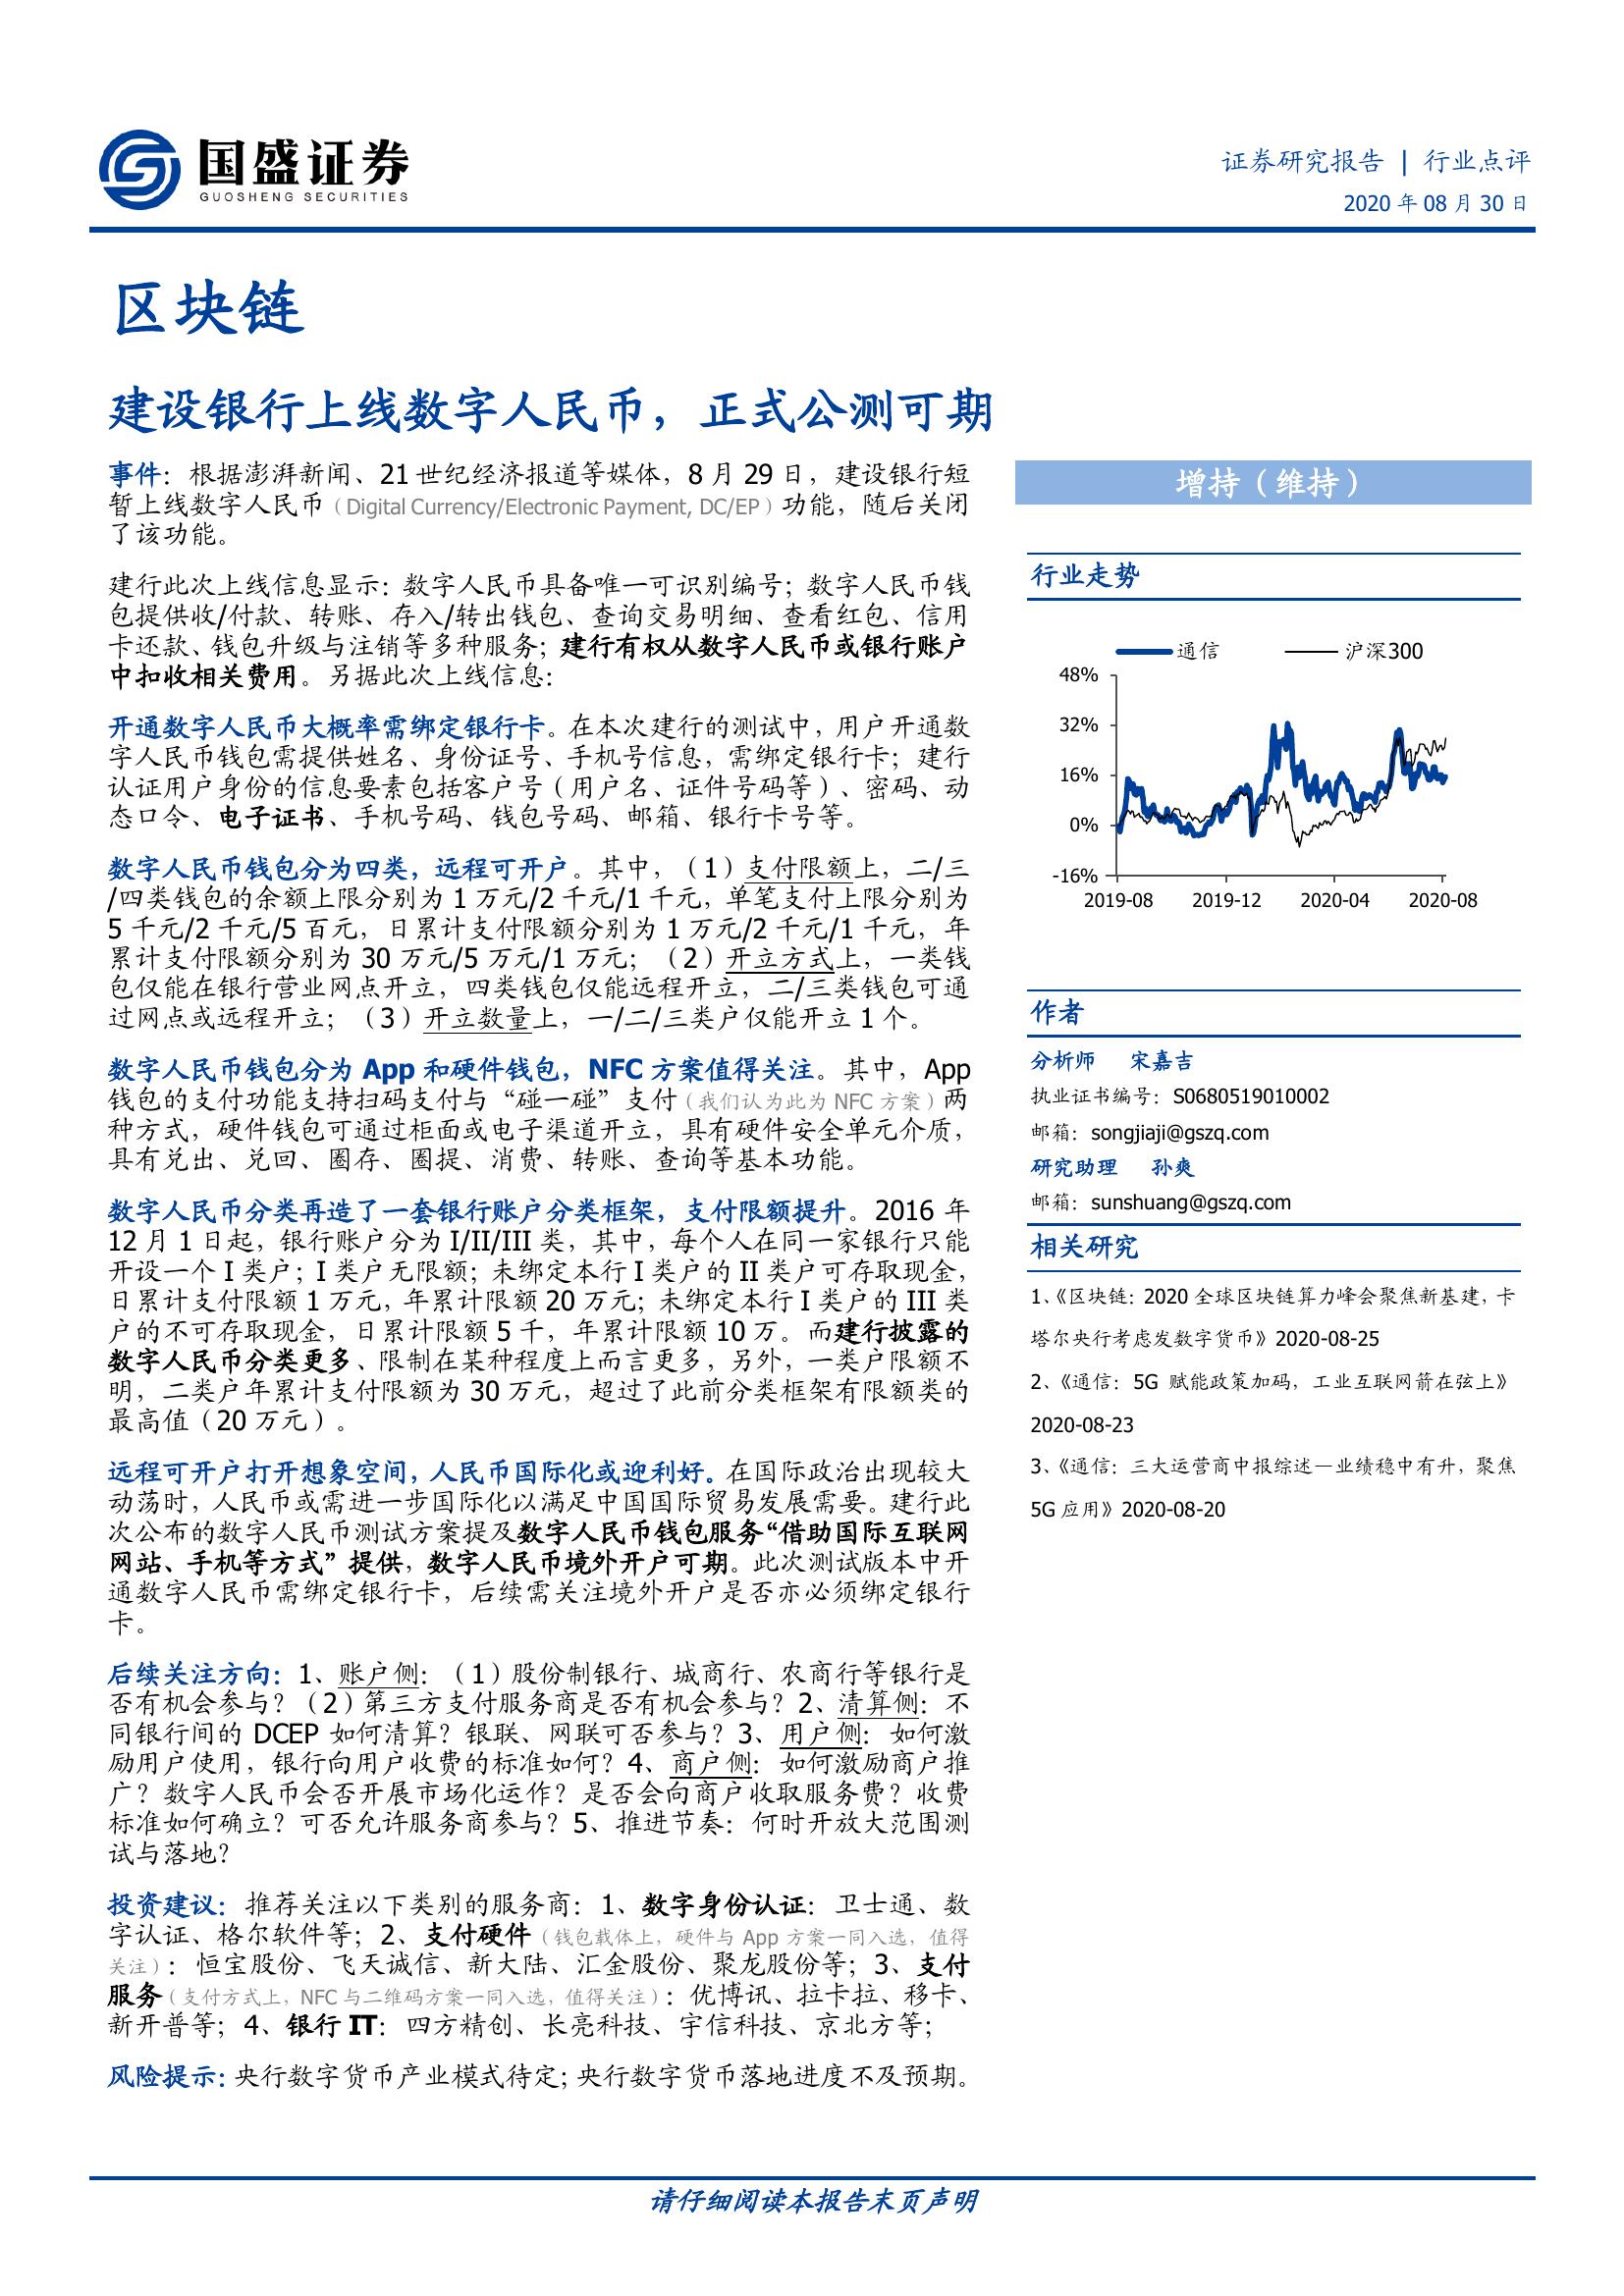 国盛证券
GUOSHENG SECURITIES
证券研究报告 | 行业点评
2020 年 08 月 30 日
区块链
建设银行上线数字人民币，正式公测可期
事件：根据澎湃新闻、21 世纪经济报道等媒体，8 月 29 日，建设银行短
暂上线数字人民币（Digital Currency/Electronic Payment, DC/EP）功能，随后关闭
了该功能。
建行此次上线信息显示：数字人民币具备唯一可识别编号；数字人民币钱
包提供收/付款、转账、存入/转出钱包、查询交易明细、查看红包、信用
卡还款、钱包升级与注销等多种服务；建行有权从数字人民币或银行账户
中扣收相关费用。另据此次上线信息：
开通数字人民币大概率需绑定银行卡。在本次建行的测试中，用户开通数
字人民币钱包需提供姓名、身份证号、手机号信息，需绑定银行卡；建行
认证用户身份的信息要素包括客户号（用户名、证件号码等）、密码、动
态口令、电子证书、手机号码、钱包号码、邮箱、银行卡号等。
数字人民币钱包分为四类，远程可开户。其中，（1）支付限额上，二/三
/四类钱包的余额上限分别为 1 万元/2 千元/1 千元，单笔支付上限分别为
5 千元/2 千元/5 百元，日累计支付限额分别为 1 万元/2 千元/1 千元，年
累计支付限额分别为 30 万元/5 万元/1 万元；（2）开立方式上，一类钱
包仅能在银行营业网点开立，四类钱包仅能远程开立，二/三类钱包可通
过网点或远程开立；（3）开立数量上，一/二/三类户仅能开立 1 个。
数字人民币钱包分为 App 和硬件钱包，NFC 方案值得关注。其中，App
钱包的支付功能支持扫码支付与“碰一碰”支付（我们认为此为 NFC 方案）两
种方式，硬件钱包可通过柜面或电子渠道开立，具有硬件安全单元介质，
具有兑出、兑回、圈存、圈提、消费、转账、查询等基本功能。
数字人民币分类再造了一套银行账户分类框架，支付限额提升。2016 年
12 月 1 日起，银行账户分为 I/II/III 类，其中，每个人在同一家银行只能
开设一个 I 类户；I 类户无限额；未绑定本行 I 类户的 II 类户可存取现金，
日累计支付限额 1 万元，年累计限额 20 万元；未绑定本行 I 类户的 III 类
户的不可存取现金，日累计限额 5 千，年累计限额 10 万。而建行披露的
数字人民币分类更多、限制在某种程度上而言更多，另外，一类户限额不
明，二类户年累计支付限额为 30 万元，超过了此前分类框架有限额类的
最高值（20 万元）。
远程可开户打开想象空间，人民币国际化或迎利好。在国际政治出现较大
动荡时，人民币或需进一步国际化以满足中国国际贸易发展需要。建行此
次公布的数字人民币测试方案提及数字人民币钱包服务“借助国际互联网
网站、手机等方式”提供，数字人民币境外开户可期。此次测试版本中开
通数字人民币需绑定银行卡，后续需关注境外开户是否亦必须绑定银行
卡。
后续关注方向：1、账户侧：（1）股份制银行、城商行、农商行等银行是
否有机会参与？（2）第三方支付服务商是否有机会参与？2、清算侧：不
同银行间的 DCEP 如何清算？银联、网联可否参与？3、用户侧：如何激
励用户使用，银行向用户收费的标准如何？4、商户侧：如何激励商户推
广？数字人民币会否开展市场化运作？是否会向商户收取服务费？收费
标准如何确立？可否允许服务商参与？5、推进节奏：何时开放大范围测
试与落地？
投资建议：推荐关注以下类别的服务商：1、数字身份认证：卫士通、数
字认证、格尔软件等；2、支付硬件（钱包载体上，硬件与 App 方案一同入选，值得
关注）：恒宝股份、飞天诚信、新大陆、汇金股份、聚龙股份等；3、支付
服务（支付方式上，NFC 与二维码方案一同入选，值得关注）：优博讯、拉卡拉、移卡、
新开普等；4、银行 IT：四方精创、长亮科技、宇信科技、京北方等；
风险提示：央行数字货币产业模式待定；央行数字货币落地进度不及预期。
增持（维持）
行业走势
通信 沪深300
48%
32%
16%
0%
-16%
2019-08 2019-12 2020-04 2020-08
作者
分析师 宋嘉吉
执业证书编号：S0680519010002
邮箱：songjiaji@gszq.com
研究助理 孙爽
邮箱：sunshuang@gszq.com
相关研究
1、《区块链：2020 全球区块链算力峰会聚焦新基建，卡
塔尔央行考虑发数字货币》2020-08-25
2、《通信：5G 赋能政策加码，工业互联网箭在弦上》
2020-08-23
3、《通信：三大运营商中报综述—业绩稳中有升，聚焦
5G 应用》2020-08-20
请仔细阅读本报告末页声明